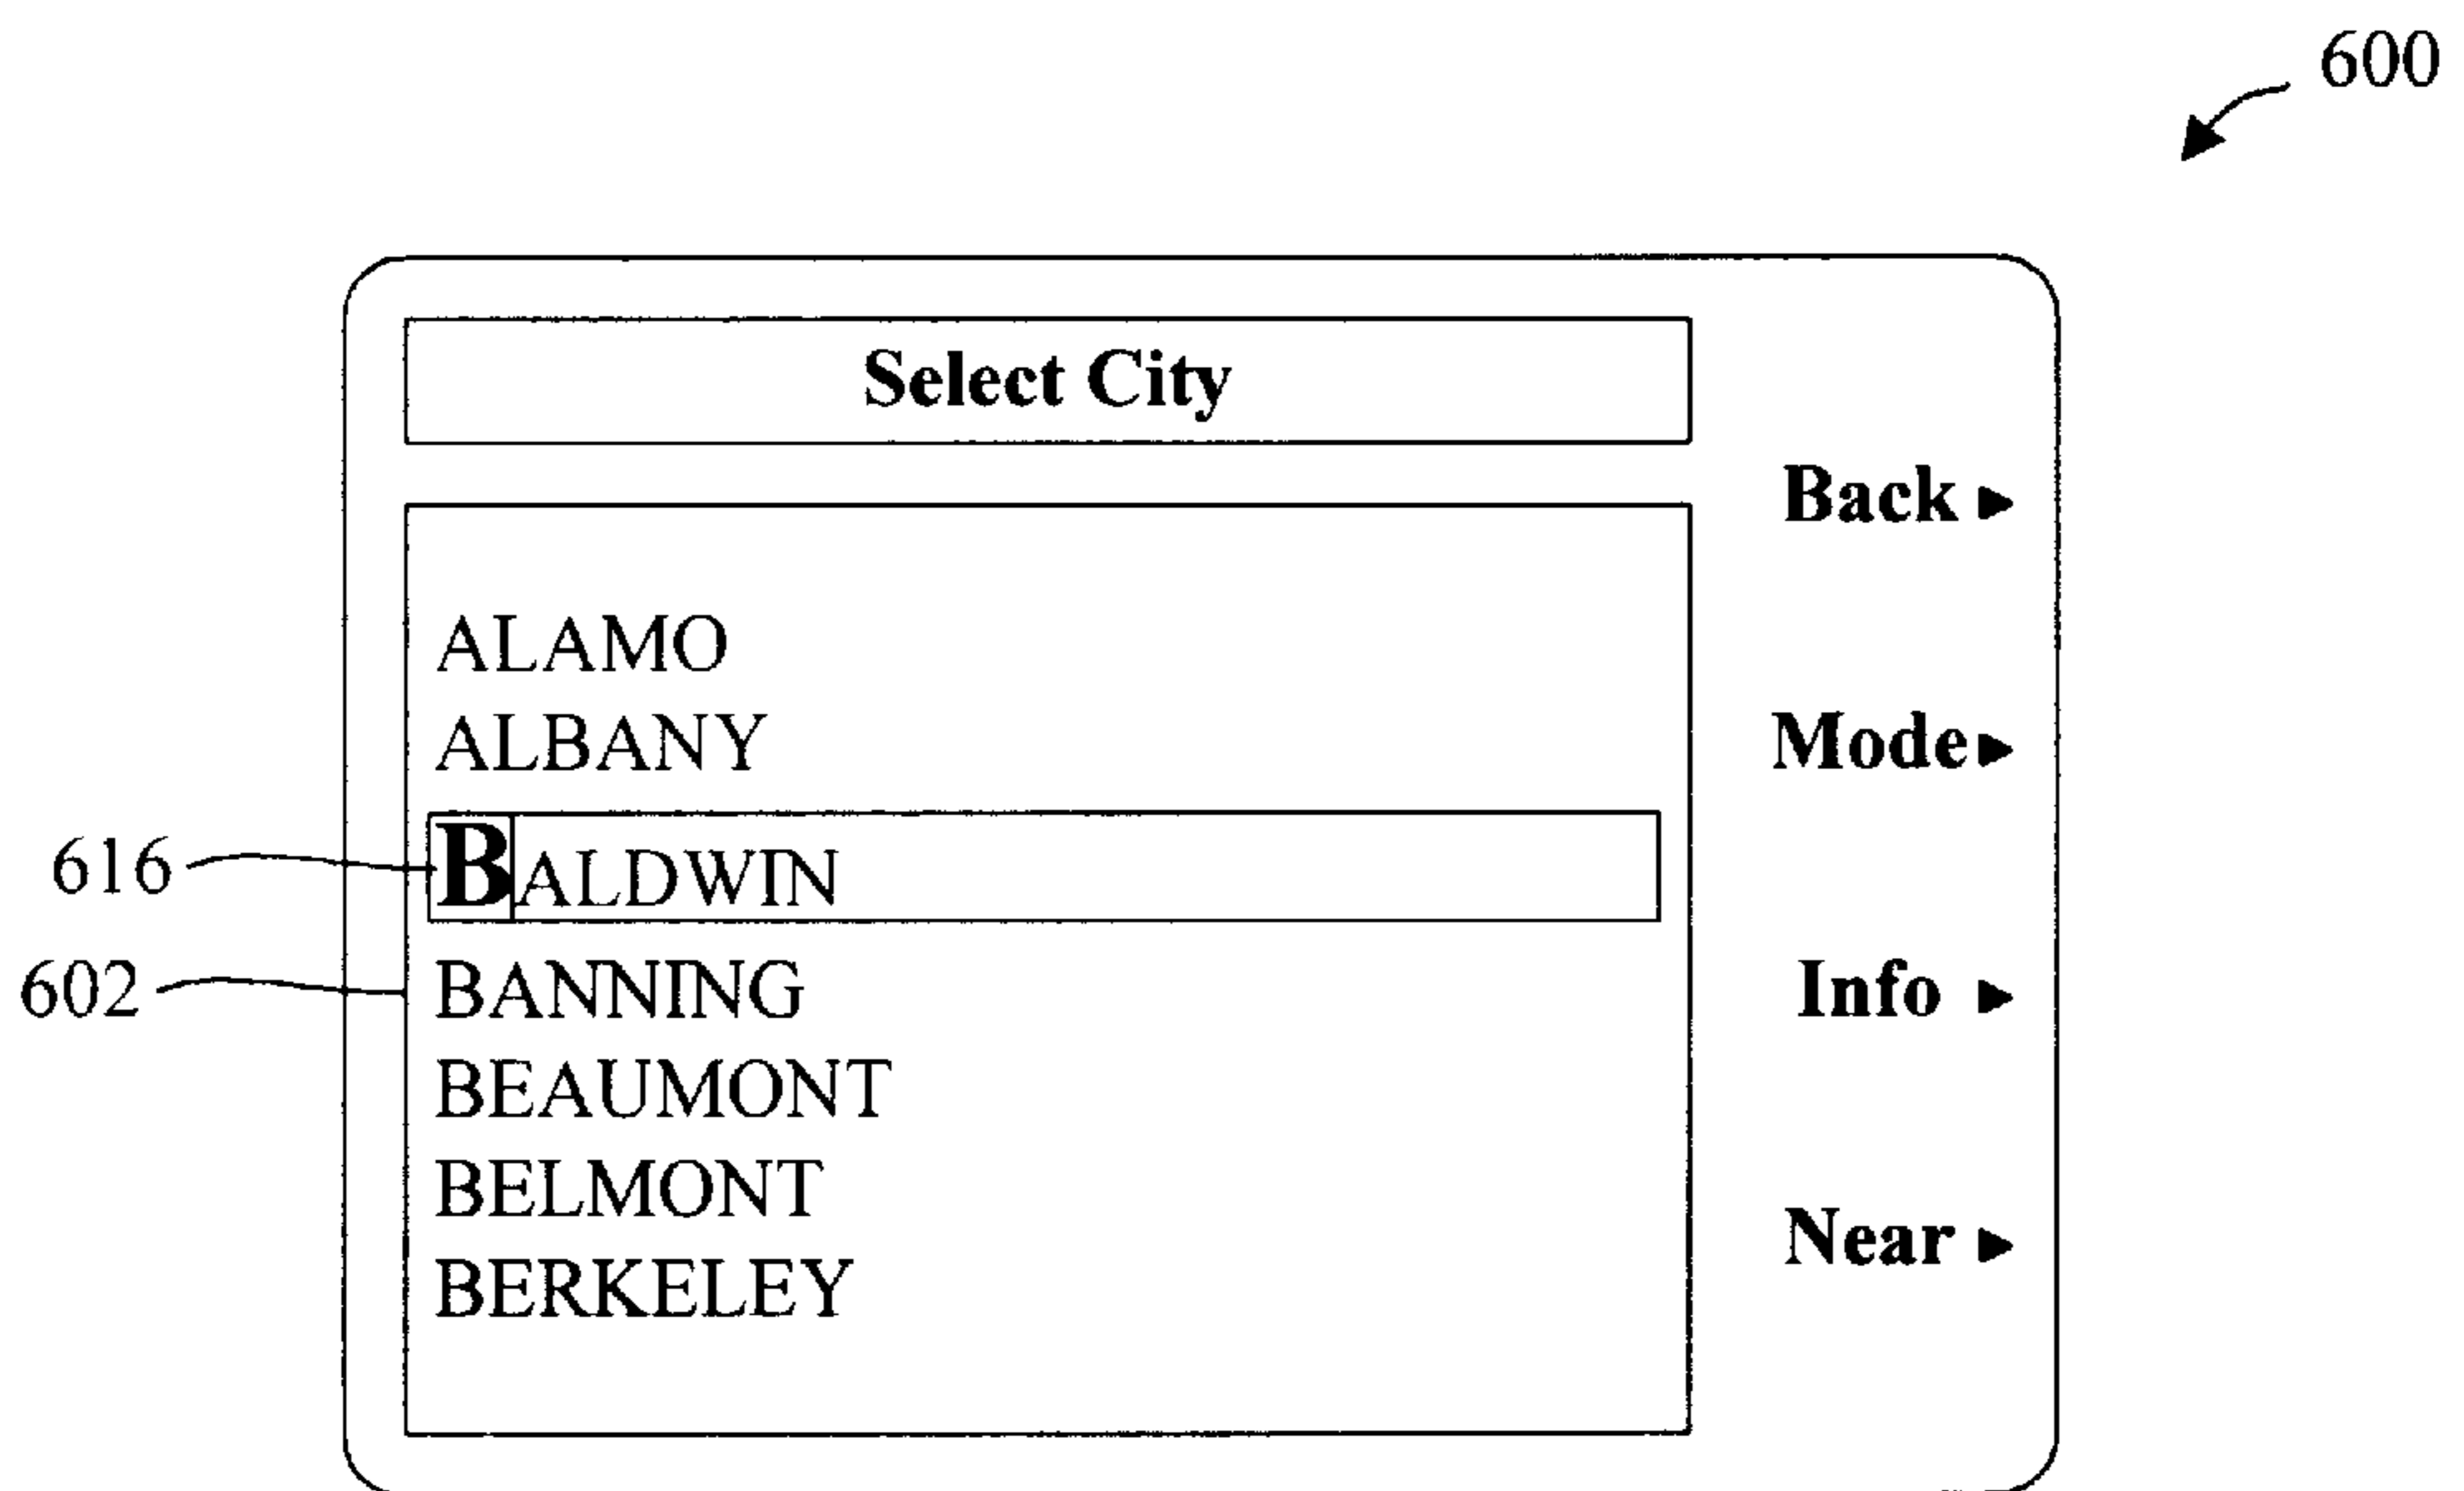 600
Select City
Back
ALAMO
ALBANY
Mode
616
BALDWIN
602
BANNING
Info
BEAUMONT
BELMONT
Near
BERKELEY